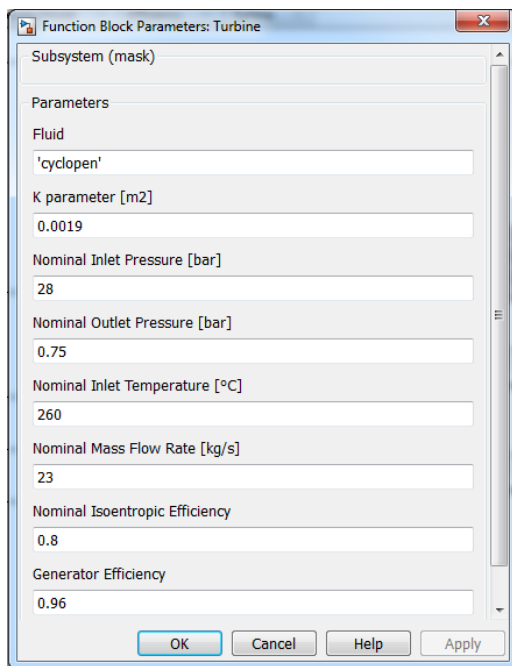 Function Block Parameters: Turbine
Subsystem (mask)
Parameters
Fluid
'cyclopen'
K parameter [m2]
0.0019
Nominal Inlet Pressure [bar]
28
Nominal Outlet Pressure [bar]
0.75
Nominal Inlet Temperature [°C]
260
Nominal Mass Flow Rate [kg/s]
23
Nominal Isoentropic Efficiency
0.8
Generator Efficiency
0.96
OK Cancel Help Apply